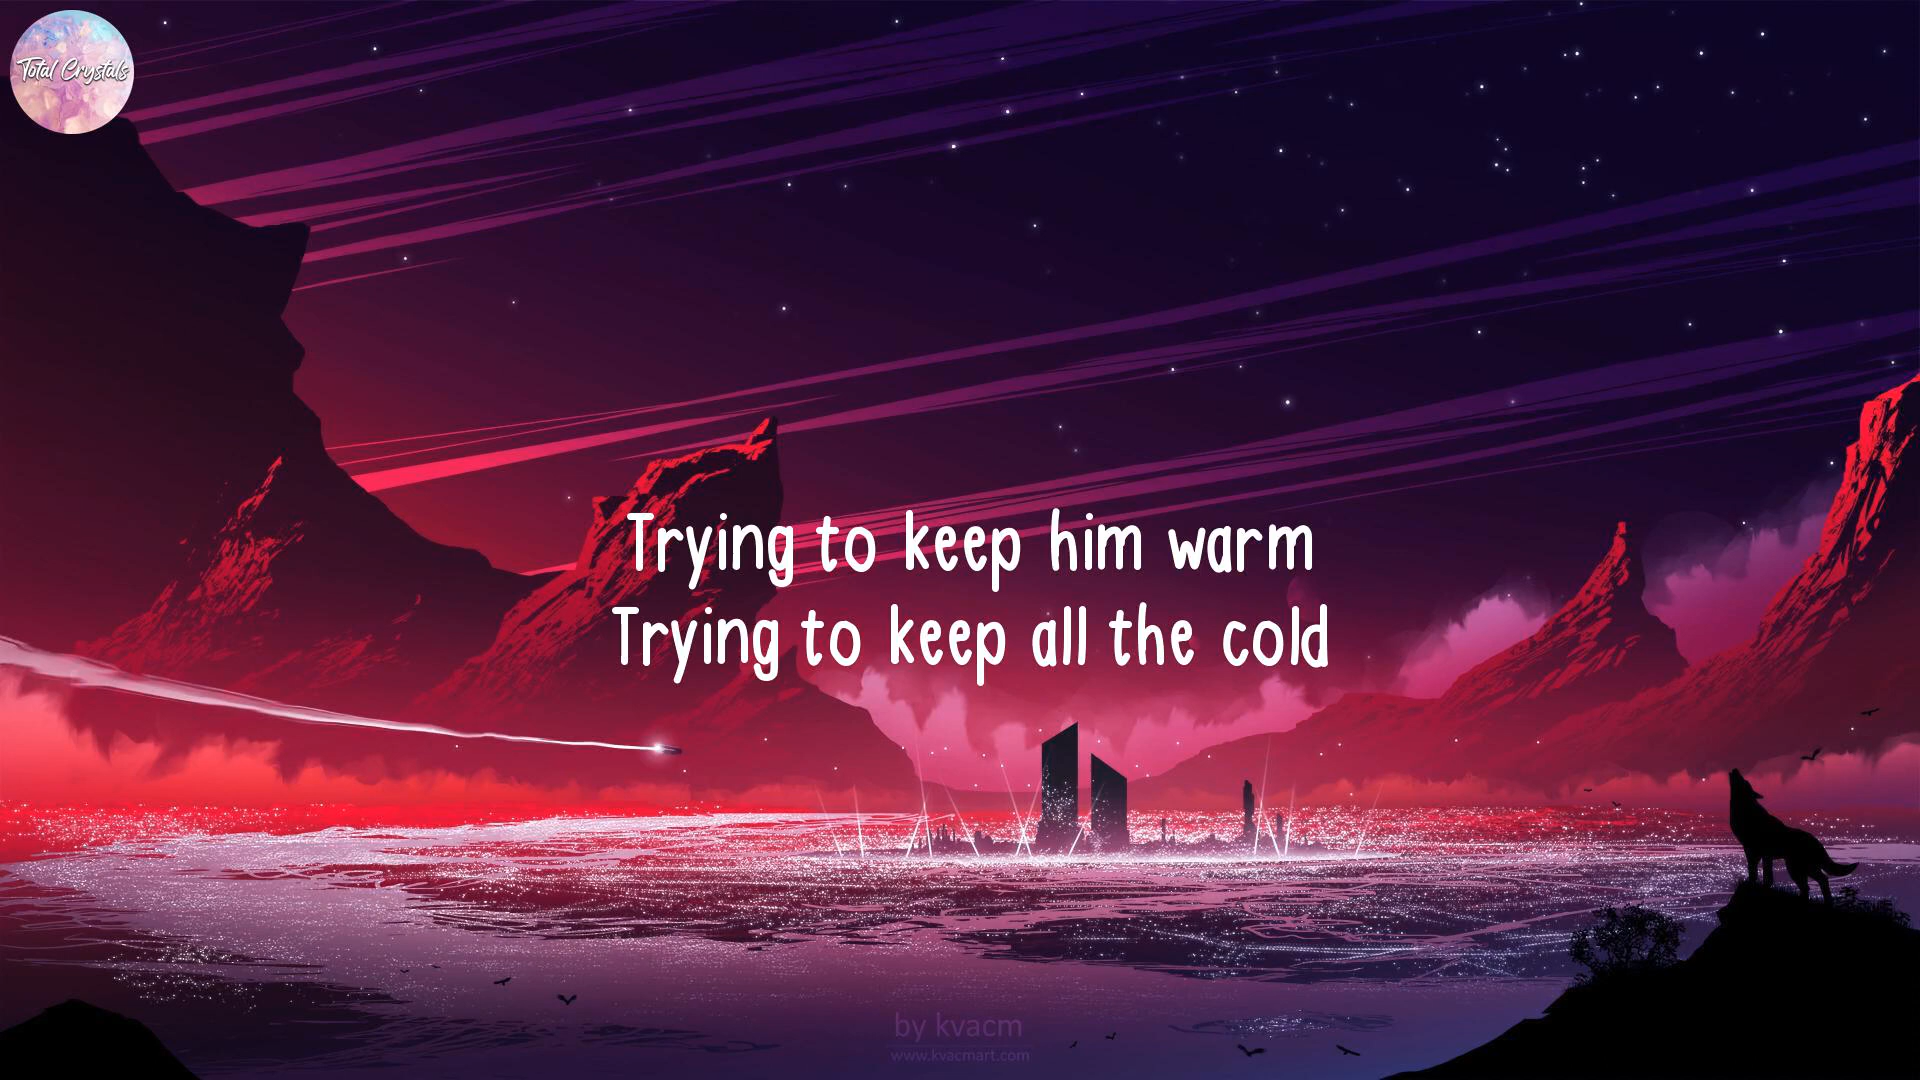 Total Crystals
Trying to keep him warm
Trying to keep all the cold
by kvacm
www.kvacmart.com